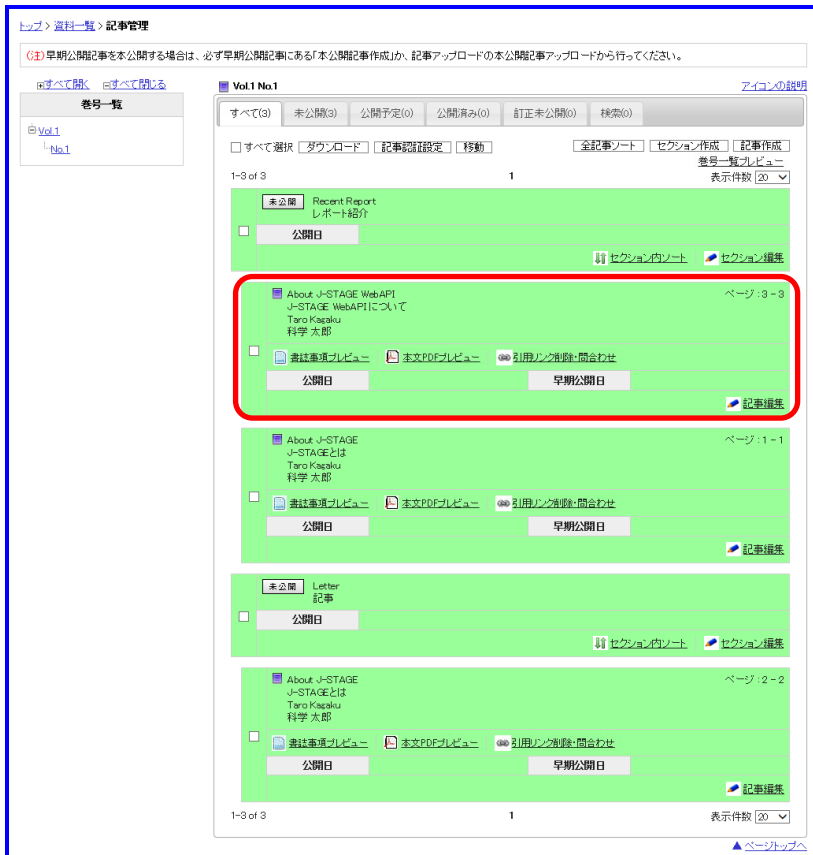 トップ > 資料一覧 > 記事管理
(注)早期公開記事を本公開する場合は、必ず早期公開記事にある「本公開記事作成」か、記事アップロードの本公開記事アップロードから行ってください。
すべて開く すべて閉じる
巻号一覧
Vol.1
No.1
Vol.1 No.1
アイコンの説明
すべて(3) 未公開(3) 公開予定(0) 公開済み(0) 訂正未公開(0) 検索(0)
すべて選択 ダウンロード 記事認証設定 移動 全記事ソート セクション作成 記事作成
巻号一覧プレビュー
1-3 of 3 1 表示件数 20
未公開 Recent Report
レポート紹介
公開日
セクション内ソート セクション編集
About J-STAGE WebAPI ページ:3-3
J-STAGE WebAPIについて
Taro Kagaku
科学 太郎
書誌事項プレビュー 本文PDFプレビュー 引用リンク削除・問合わせ
公開日 早期公開日
記事編集
About J-STAGE ページ:1-1
J-STAGEとは
Taro Kagaku
科学 太郎
書誌事項プレビュー 本文PDFプレビュー 引用リンク削除・問合わせ
公開日 早期公開日
記事編集
未公開 Letter
記事
公開日
セクション内ソート セクション編集
About J-STAGE ページ:2-2
J-STAGEとは
Taro Kagaku
科学 太郎
書誌事項プレビュー 本文PDFプレビュー 引用リンク削除・問合わせ
公開日 早期公開日
記事編集
1-3 of 3 1 表示件数 20
▲ ページトップへ